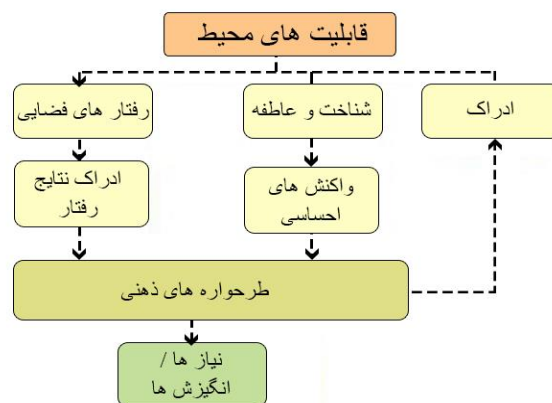 قابلیت های محیط
ادراک
شناخت و عاطفه
رفتار های فضایی
واکنش های
احساسی
ادراک نتایج
رفتار
طرحواره های ذهنی
نیاز ها /
انگیزش ها